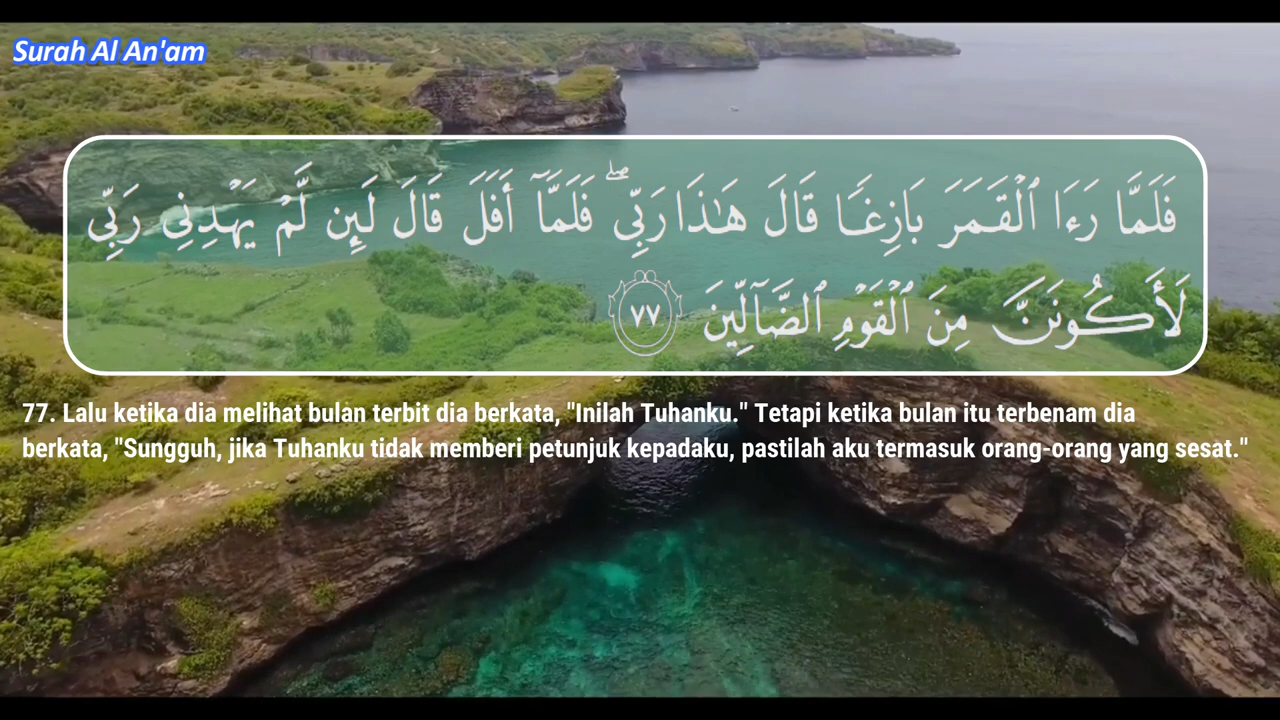 Surah Al An'am
فَلَمَّا رَءَا ٱلْقَمَرَ بَازِغًا قَالَ هَٰذَا رَبِّى ۖ فَلَمَّآ أَفَلَ قَالَ لَئِن لَّمْ يَهْدِنِى رَبِّى
لَأَكُونَنَّ مِنَ ٱلْقَوْمِ ٱلضَّآلِّينَ ٧٧
77. Lalu ketika dia melihat bulan terbit dia berkata, "Inilah Tuhanku." Tetapi ketika bulan itu terbenam dia
berkata, "Sungguh, jika Tuhanku tidak memberi petunjuk kepadaku, pastilah aku termasuk orang-orang yang sesat."